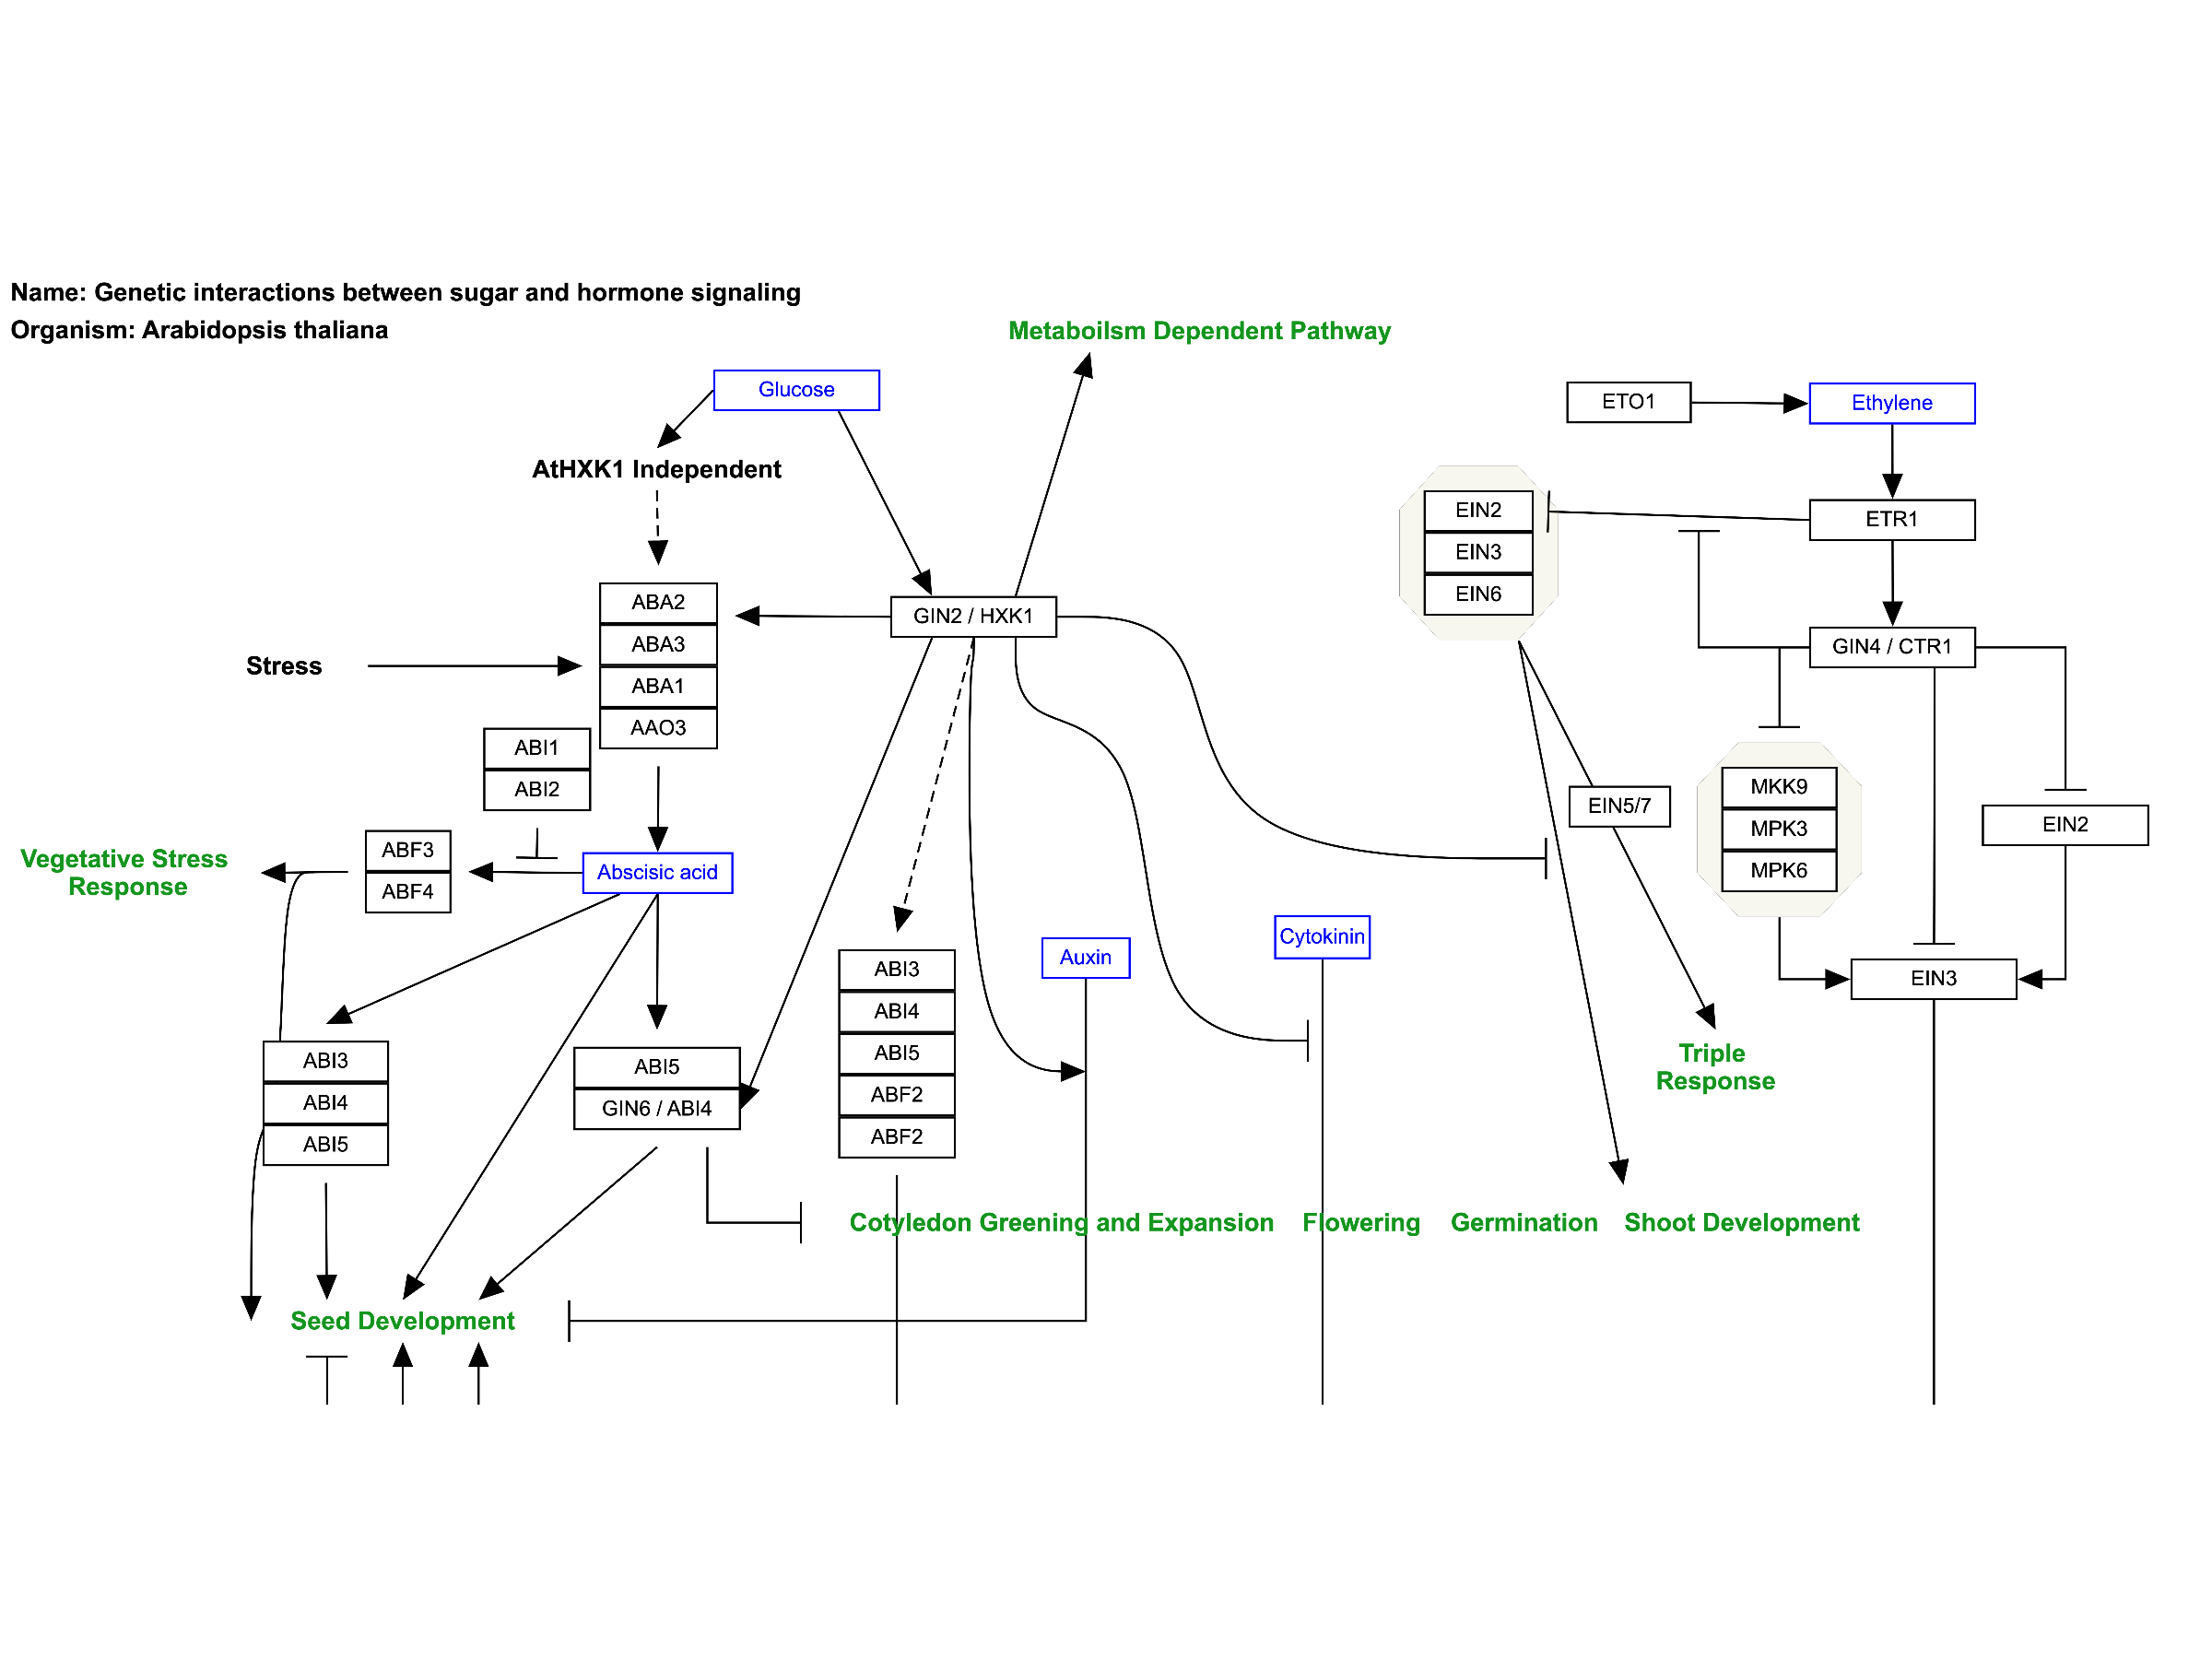 Name: Genetic interactions between sugar and hormone signaling
Organism: Arabidopsis thaliana
Metaboilsm Dependent Pathway
Glucose
ETO1
Ethylene
AtHXK1 Independent
EIN2
EIN3
EIN6
ETR1
ABA2
ABA3
ABA1
AAO3
GIN2 / HXK1
GIN4 / CTR1
Stress
ABI1
ABI2
MKK9
MPK3
MPK6
EIN5/7
EIN2
Vegetative Stress
Response
ABF3
ABF4
Abscisic acid
Cytokinin
Auxin
ABI3
ABI4
ABI5
ABF2
ABF2
EIN3
ABI3
ABI4
ABI5
ABI5
GIN6 / ABI4
Triple
Response
Cotyledon Greening and Expansion
Flowering
Germination
Shoot Development
Seed Development